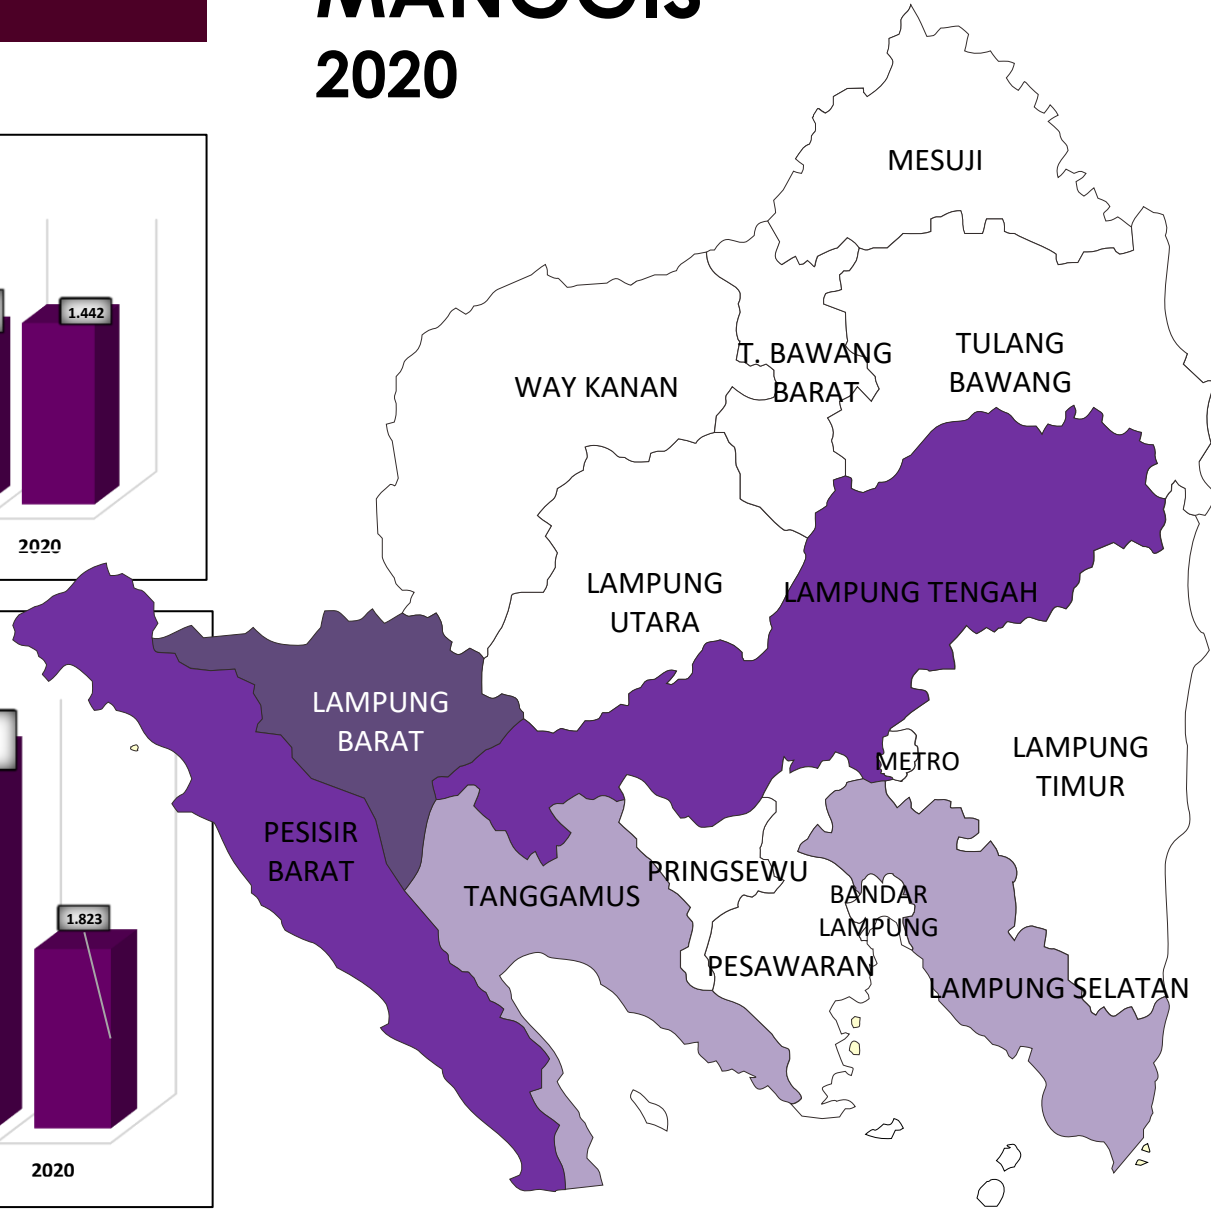 MANGGIS
2020
MESUJI
1.442
T. BAWANG
BARAT
TULANG
BAWANG
WAY KANAN
2020
LAMPUNG
UTARA
LAMPUNG TENGAH
LAMPUNG
BARAT
METRO
LAMPUNG
TIMUR
PESISIR
BARAT
PRINGSEWU
TANGGAMUS
BANDAR
LAMPUNG
1.823
PESAWARAN
LAMPUNG SELATAN
2020